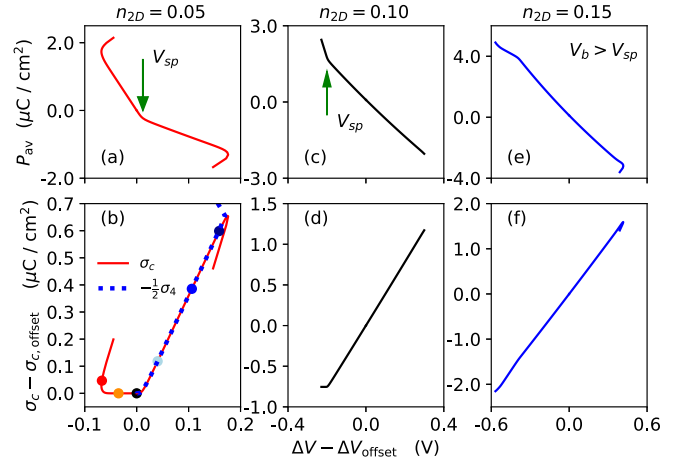 n2D = 0.05
n2D = 0.10
n2D = 0.15
Pav (μC / cm²)
2.0
0.0
-2.0
Vsp
(a)
3.0
0.0
-3.0
Vsp
(c)
4.0
0.0
-4.0
Vb > Vsp
(e)
σc − σc, offset (μC / cm²)
0.7
0.6
0.5
0.4
0.3
0.2
0.1
0.0
(b)
σc
−½σ4
-0.1 0.0 0.1 0.2
1.5
1.0
0.5
0.0
-0.5
-1.0
(d)
-0.4 0.0 0.4
2.0
1.0
0.0
-1.0
-2.0
(f)
-0.6 0.0 0.6
ΔV − ΔVoffset (V)